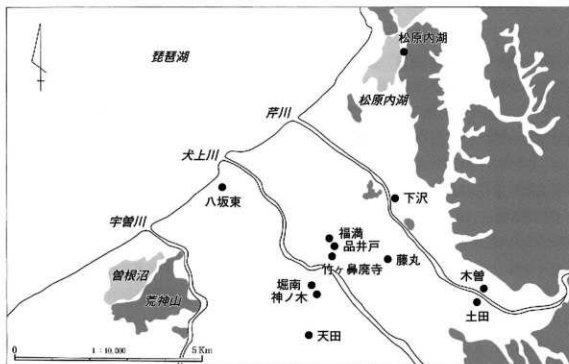 松原内湖
琵琶湖
松原内湖
芹川
犬上川
八坂東
下沢
宇曽川
福満
品井戸
竹ヶ鼻廃寺
藤丸
曽根沼
木曽
堀南
神ノ木
荒神山
土田
天田
0
1：10,000
5 Km